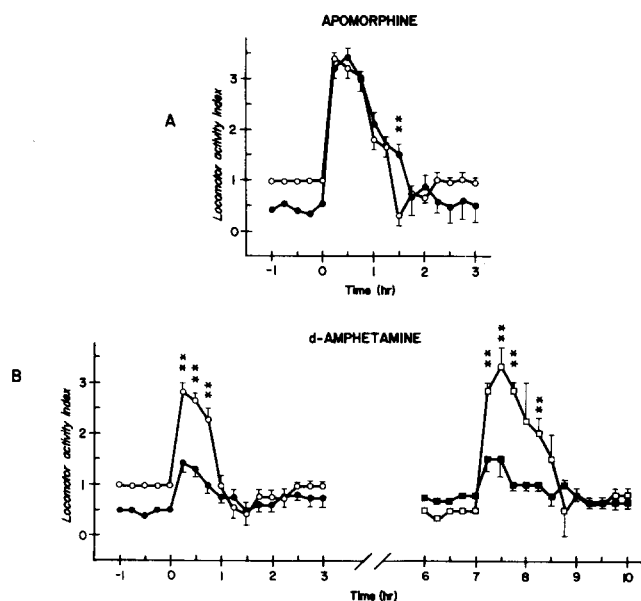 APOMORPHINE
A
Locomotor activity index
3
2
1
0
**
-1 0 1 2 3
Time (hr)
d-AMPHETAMINE
B
Locomotor activity index
3
2
1
0
** ** ** ** ** ** **
-1 0 1 2 3 6 7 8 9 10
Time (hr)